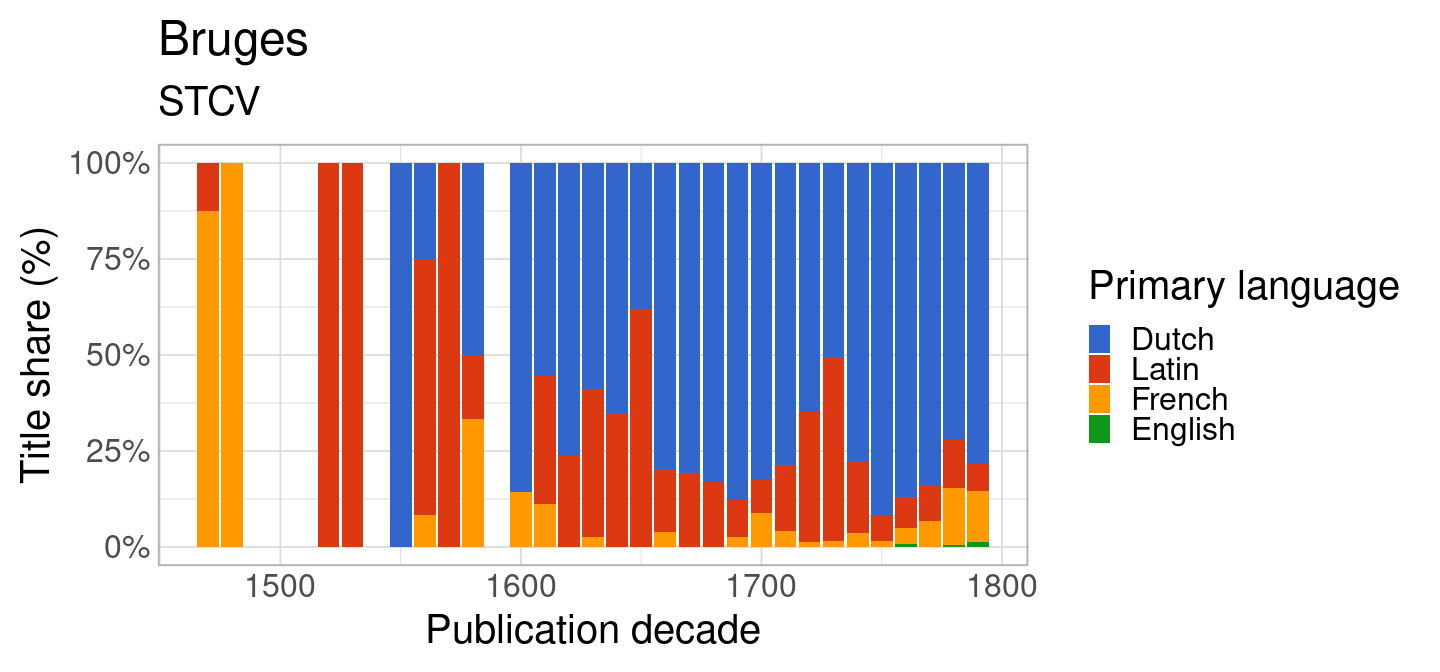 Bruges
STCV
Title share (%)
100%
75%
50%
25%
0%
1500
1600
1700
1800
Publication decade
Primary language
Dutch
Latin
French
English